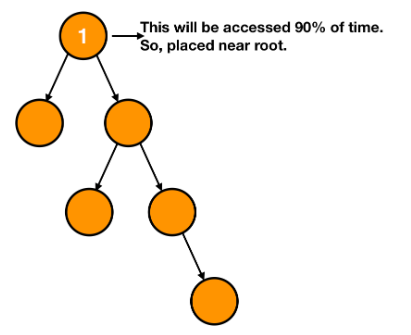 1
This will be accessed 90% of time.
So, placed near root.